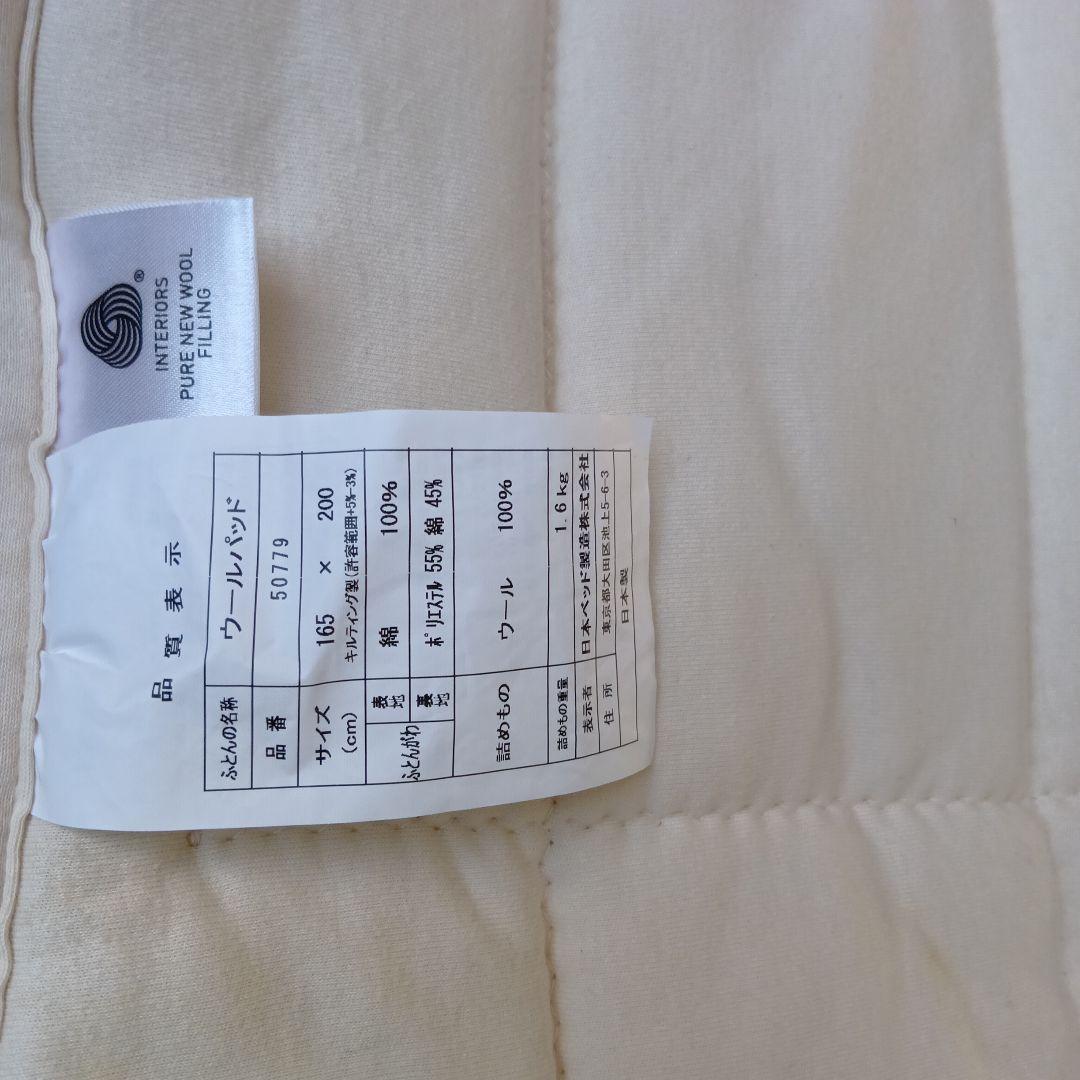 ®
INTERIORS
PURE NEW WOOL
FILLING
品質表示
ふとんの名称 ウールパッド
品番 50779
サイズ(cm) 165 × 200
キルティング製(許容範囲+5%-3%)
ふとんがわ 表地 綿 100%
裏地 ポリエステル 55% 綿 45%
詰めもの ウール 100%
詰めもの重量 1.6kg
表示者 日本ベッド製造株式会社
住所 東京都大田区池上5-6-3
日本製